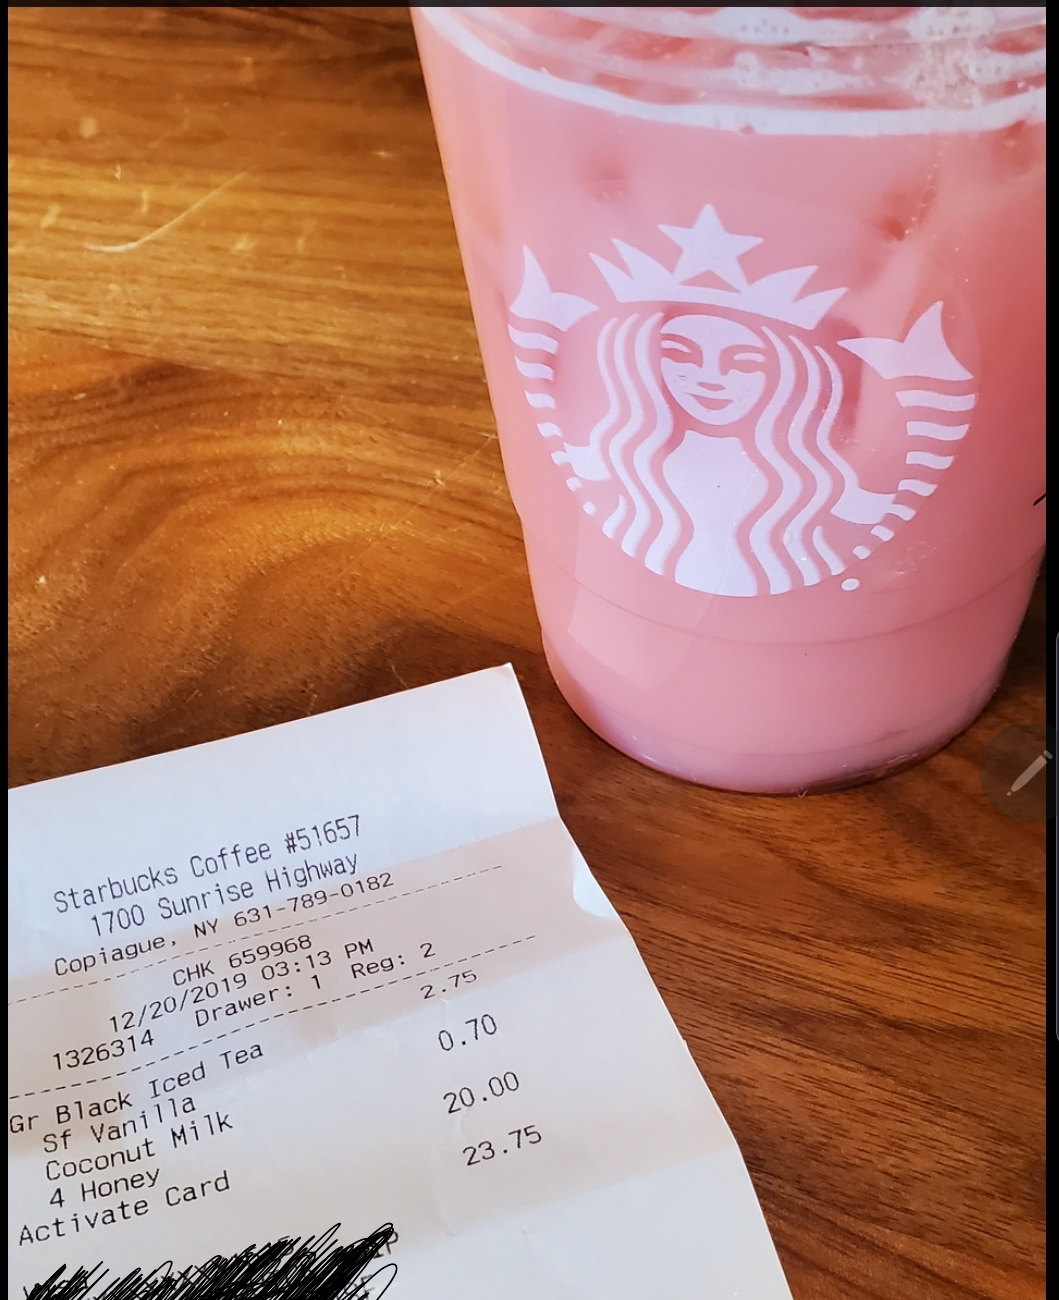 Starbucks Coffee #51657
1700 Sunrise Highway
Copiague, NY 631-789-0182
CHK 659968
12/20/2019 03:13 PM
1326314 Drawer: 1 Reg: 2
Gr Black Iced Tea 2.75
Sf Vanilla
Coconut Milk 0.70
4 Honey
Activate Card 20.00
23.75